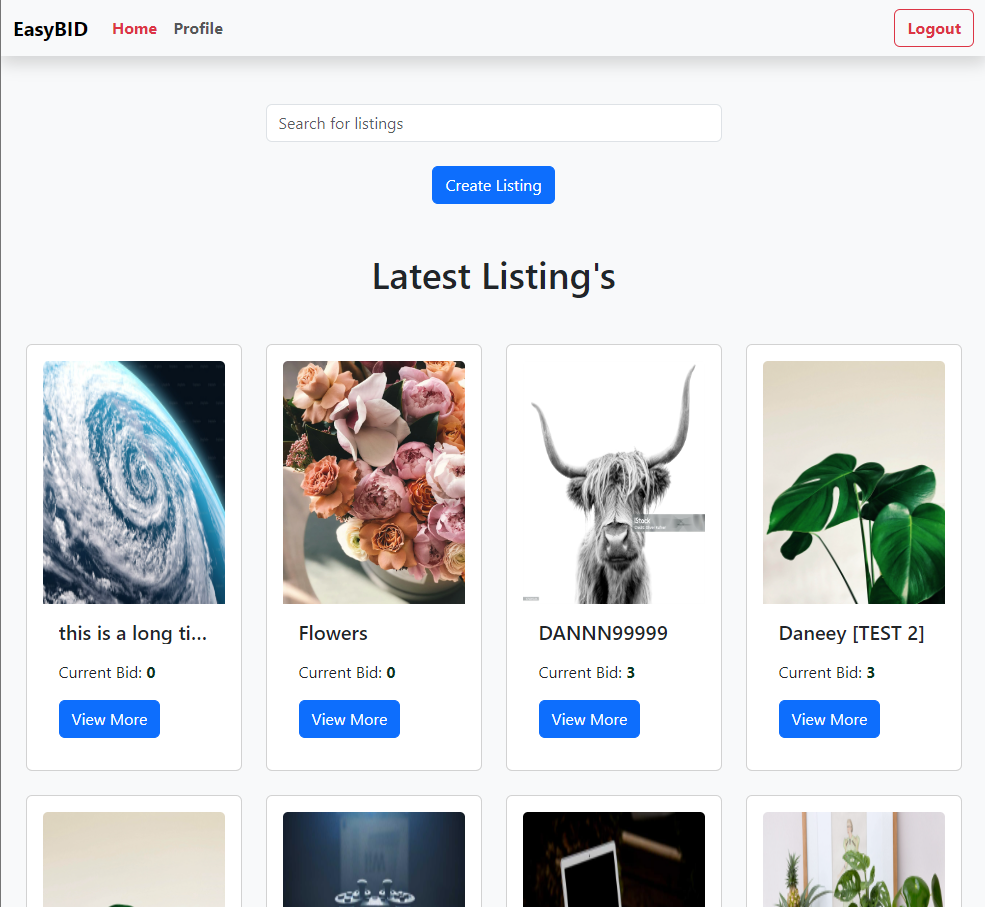 EasyBID Home Profile Logout
Search for listings
Create Listing
Latest Listing's
iStock
this is a long ti... Flowers DANNN99999 Daneey [TEST 2]
Current Bid: 0 Current Bid: 0 Current Bid: 3 Current Bid: 3
View More View More View More View More